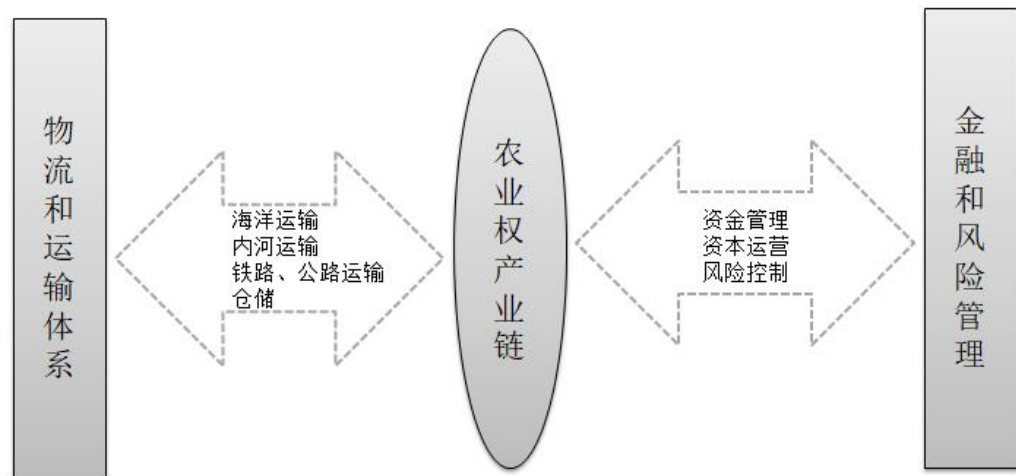 物流和运输体系
海洋运输
内河运输
铁路、公路运输
仓储
农业权产业链
资金管理
资本运营
风险控制
金融和风险管理